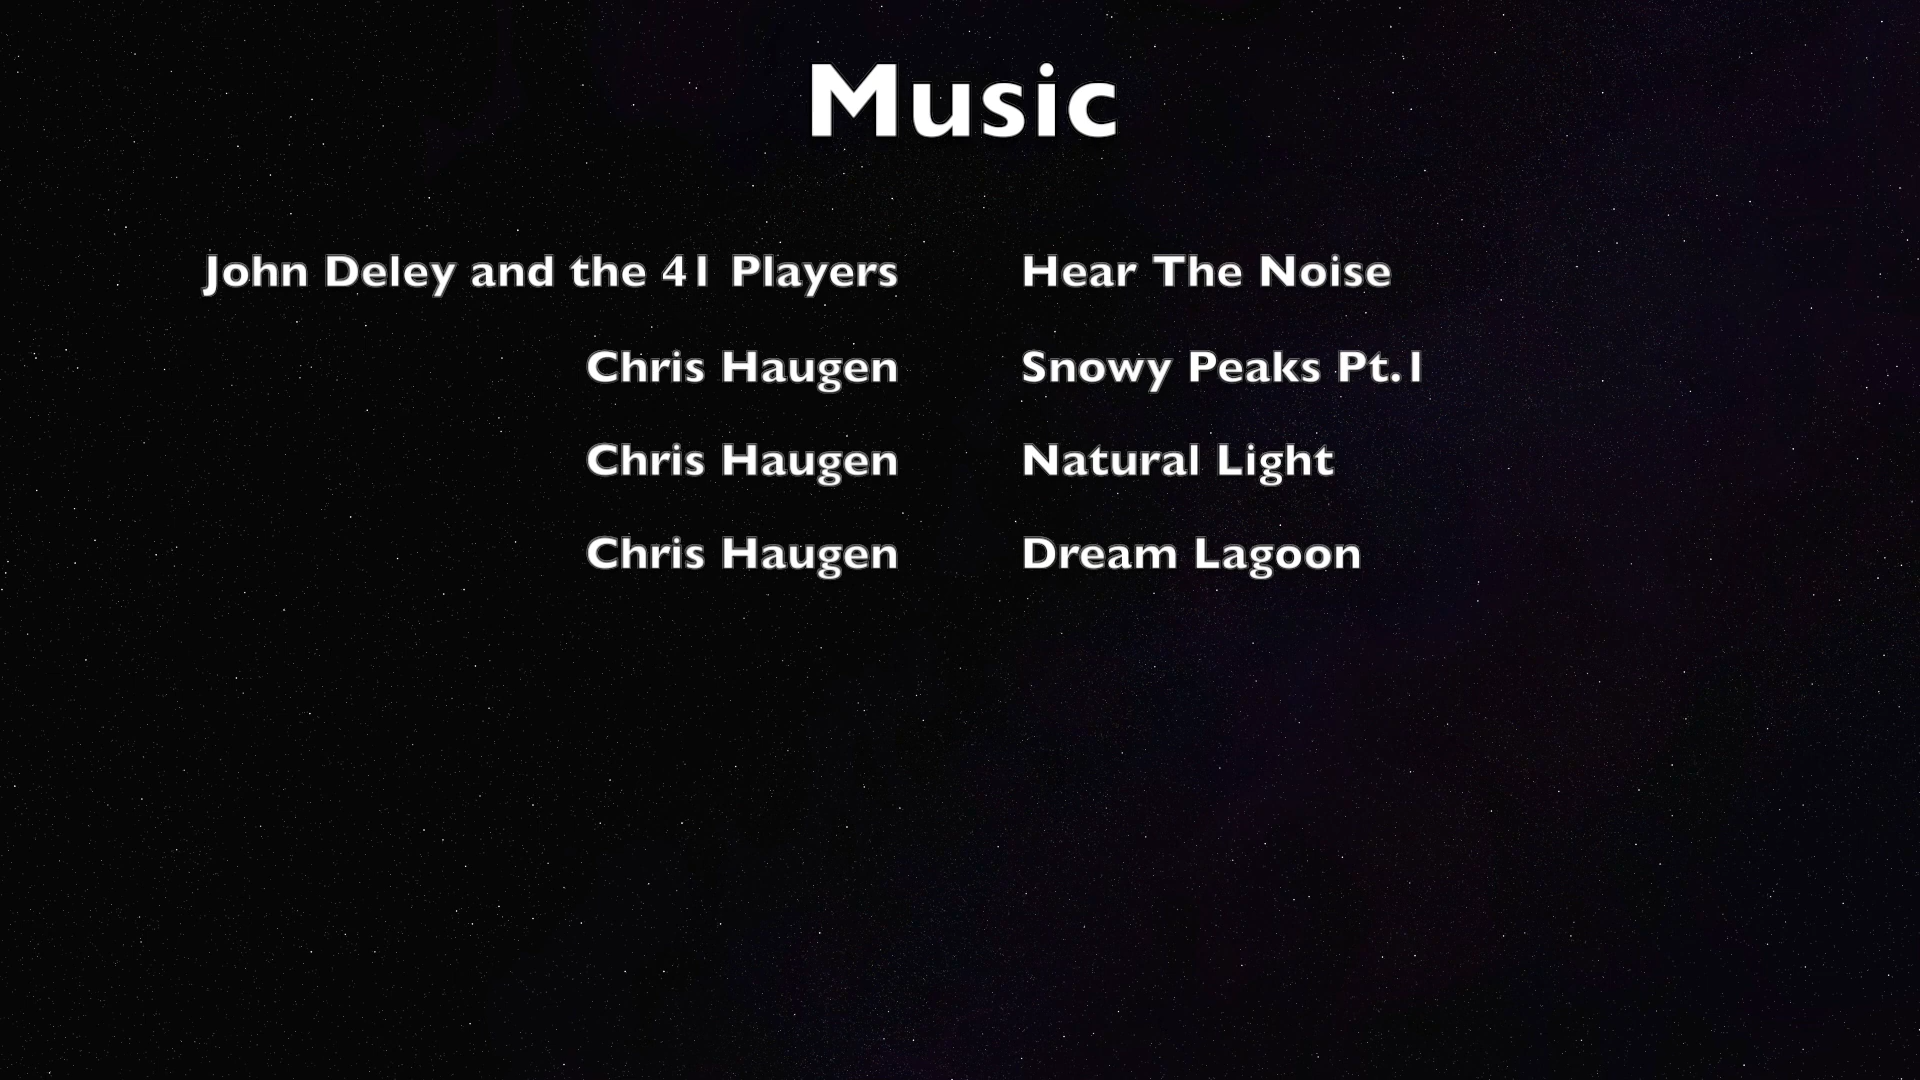 Music
John Deley and the 41 Players Hear The Noise
Chris Haugen Snowy Peaks Pt.1
Chris Haugen Natural Light
Chris Haugen Dream Lagoon